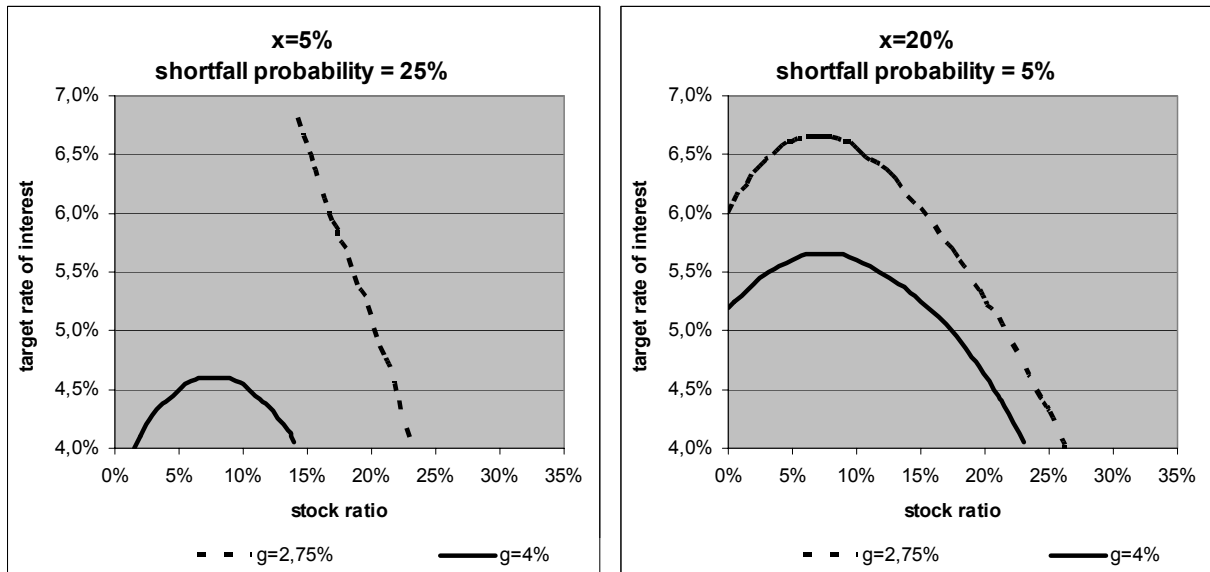 x=5%
shortfall probability = 25%
target rate of interest
7,0%
6,5%
6,0%
5,5%
5,0%
4,5%
4,0%
0% 5% 10% 15% 20% 25% 30% 35%
stock ratio
g=2,75% g=4%
x=20%
shortfall probability = 5%
target rate of interest
7,0%
6,5%
6,0%
5,5%
5,0%
4,5%
4,0%
0% 5% 10% 15% 20% 25% 30% 35%
stock ratio
g=2,75% g=4%